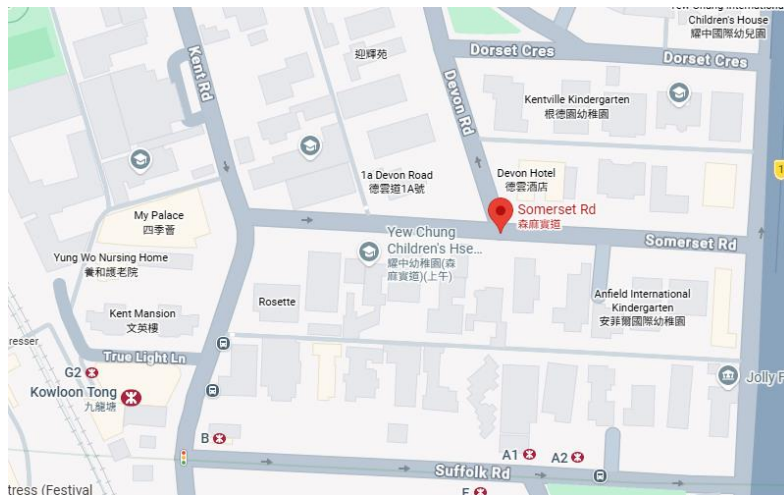 Yew Chung International
Children's House
耀中國際幼兒園
Kent Rd
迎輝苑
Dorset Cres
Dorset Cres
Devon Rd
Kentville Kindergarten
根德園幼稚園
1
1a Devon Road
德雲道1A號
Devon Hotel
德雲酒店
My Palace
四季薈
Somerset Rd
森麻實道
Somerset Rd
Yew Chung
Children's Hse...
耀中幼稚園(森
麻實道)(上午)
Yung Wo Nursing Home
養和護老院
Rosette
Anfield International
Kindergarten
安菲爾國際幼稚園
Kent Mansion
文英樓
resser
True Light Ln
G2
Kowloon Tong
九龍塘
Jolly P
B
A1
A2
Suffolk Rd
tress (Festival